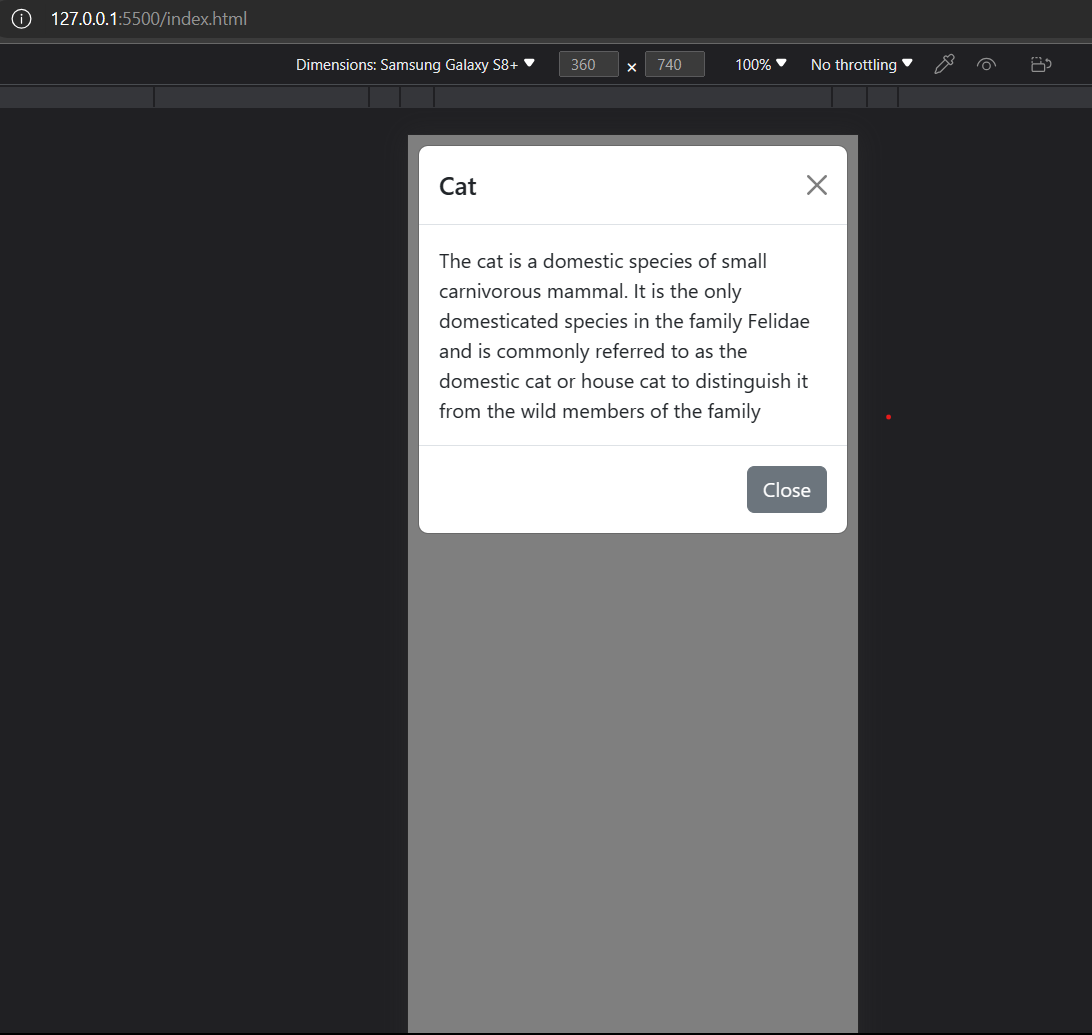 127.0.0.1:5500/index.html
Dimensions: Samsung Galaxy S8+ 360 × 740 100% No throttling
Cat
The cat is a domestic species of small
carnivorous mammal. It is the only
domesticated species in the family Felidae
and is commonly referred to as the
domestic cat or house cat to distinguish it
from the wild members of the family
Close